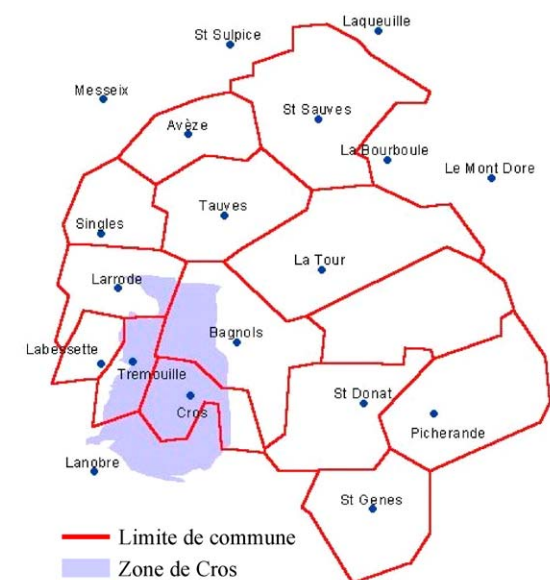 Laqueuille
St Sulpice
Messeix
St Sauves
Avèze
La Bourboule
Le Mont Dore
Tauves
Singles
La Tour
Larrode
Bagnols
Labessette
Tremouille
St Donat
Cros
Picherande
Lanobre
St Genes
Limite de commune
Zone de Cros